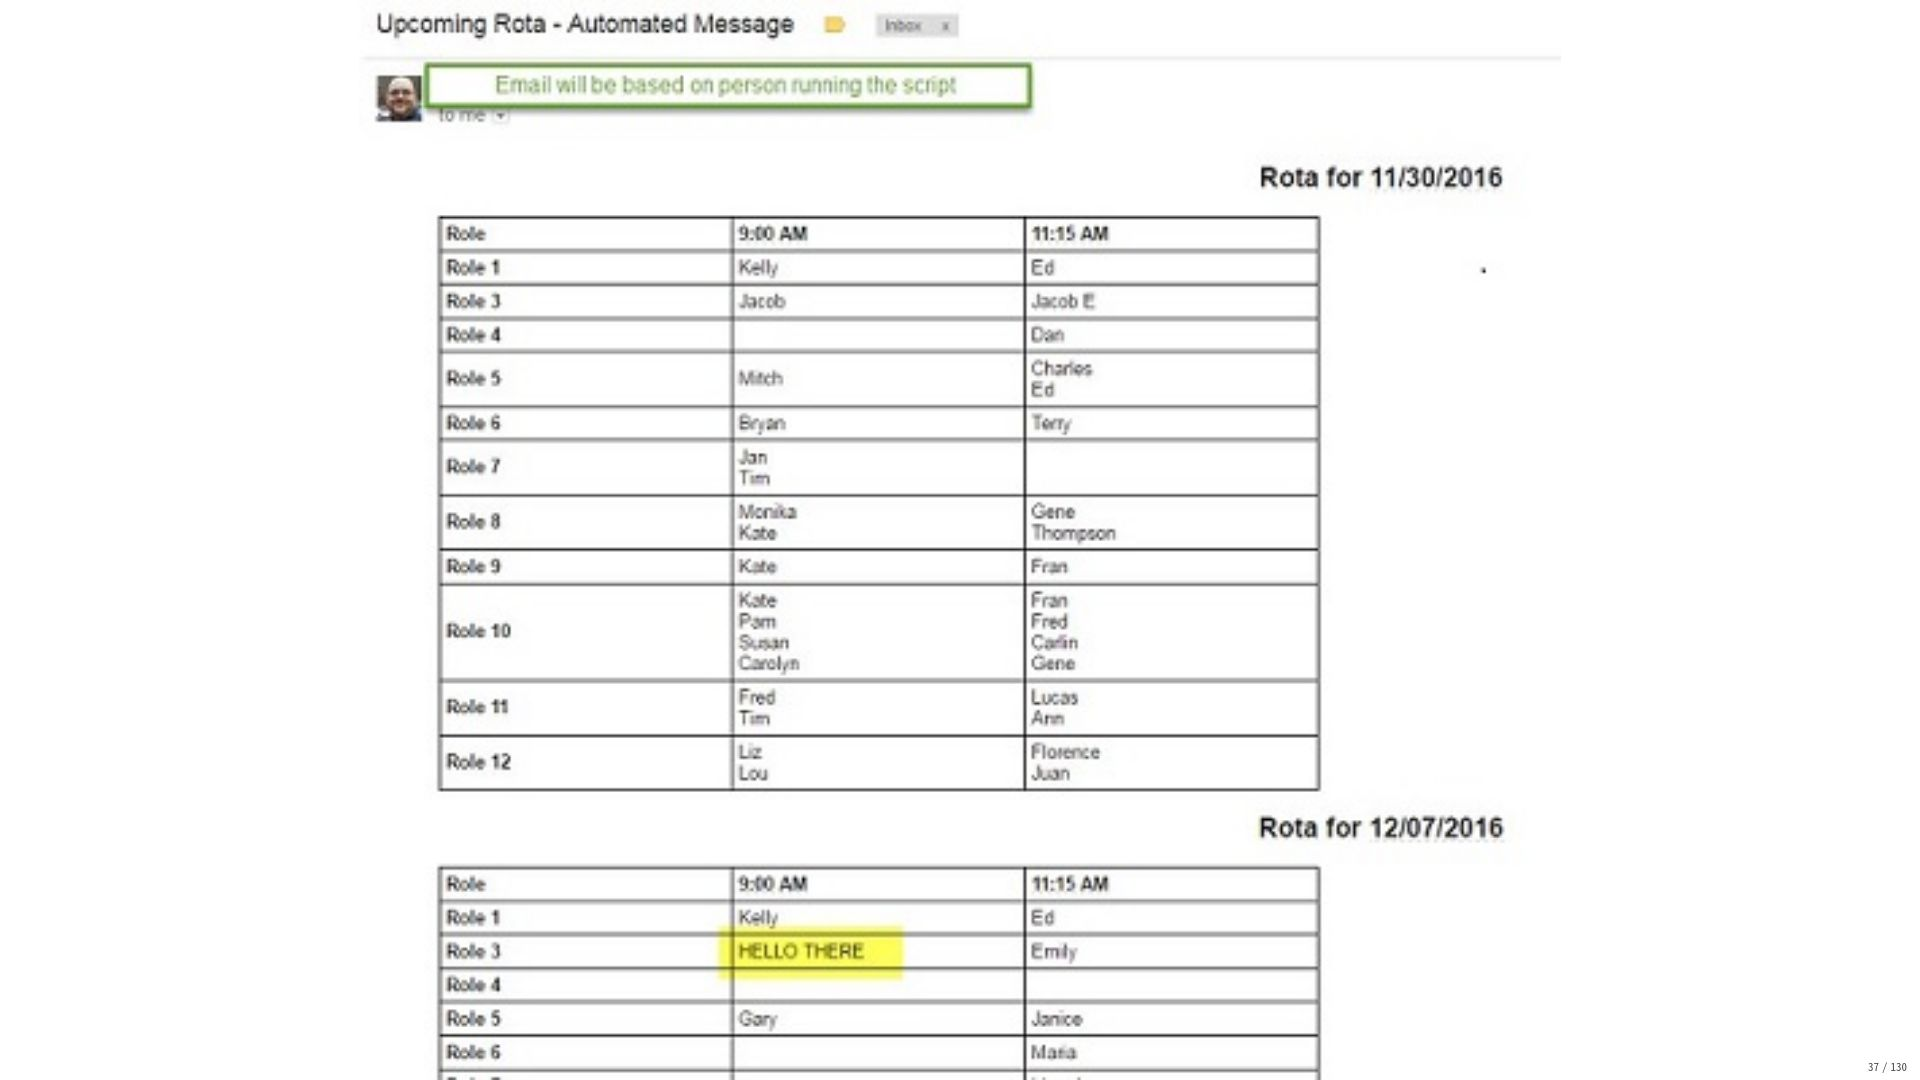 Upcoming Rota - Automated Message
Inbox x
Email will be based on person running the script
to me
Rota for 11/30/2016
Role 9:00 AM 11:15 AM
Role 1 Kelly Ed
Role 3 Jacob Jacob E
Role 4 Dan
Role 5 Mitch Charles
Ed
Role 6 Bryan Terry
Role 7 Jan
Tim
Role 8 Monika Gene
Kate Thompson
Role 9 Kate Fran
Role 10 Kate Fran
Pam Fred
Susan Carlin
Carolyn Gene
Role 11 Fred Lucas
Tim Ann
Role 12 Liz Florence
Lou Juan
Rota for 12/07/2016
Role 9:00 AM 11:15 AM
Role 1 Kelly Ed
Role 3 HELLO THERE Emily
Role 4
Role 5 Gary Janice
Role 6 Maria
37 / 130